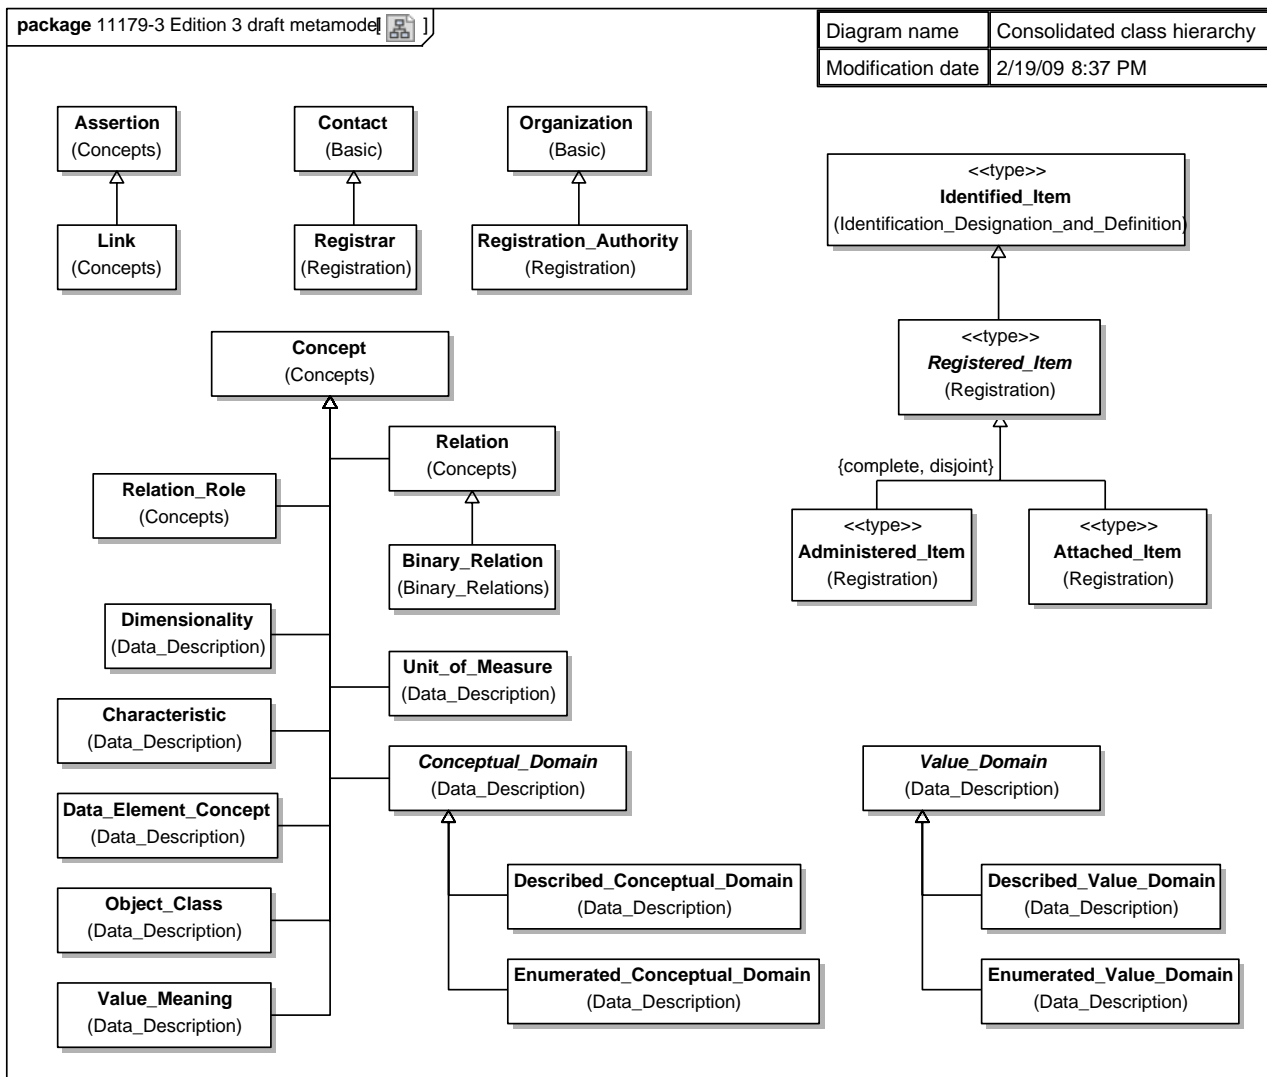 package 11179-3 Edition 3 draft metamodel[ ]
Diagram name
Consolidated class hierarchy
Modification date
2/19/09 8:37 PM
Assertion
(Concepts)
Contact
(Basic)
Organization
(Basic)
<<type>>
Identified_Item
(Identification_Designation_and_Definition)
Link
(Concepts)
Registrar
(Registration)
Registration_Authority
(Registration)
Concept
(Concepts)
<<type>>
Registered_Item
(Registration)
Relation
(Concepts)
{complete, disjoint}
Relation_Role
(Concepts)
<<type>>
Administered_Item
(Registration)
<<type>>
Attached_Item
(Registration)
Binary_Relation
(Binary_Relations)
Dimensionality
(Data_Description)
Unit_of_Measure
(Data_Description)
Characteristic
(Data_Description)
Conceptual_Domain
(Data_Description)
Value_Domain
(Data_Description)
Data_Element_Concept
(Data_Description)
Described_Conceptual_Domain
(Data_Description)
Described_Value_Domain
(Data_Description)
Object_Class
(Data_Description)
Enumerated_Conceptual_Domain
(Data_Description)
Enumerated_Value_Domain
(Data_Description)
Value_Meaning
(Data_Description)